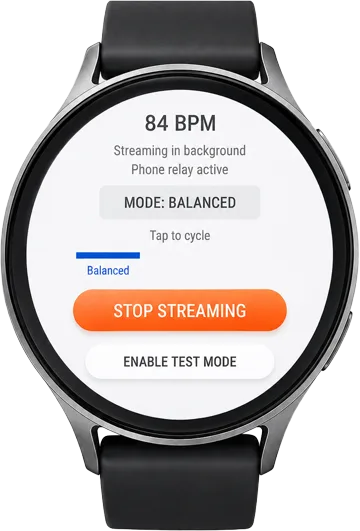 84 BPM
Streaming in background
Phone relay active
MODE: BALANCED
Tap to cycle
Balanced
STOP STREAMING
ENABLE TEST MODE